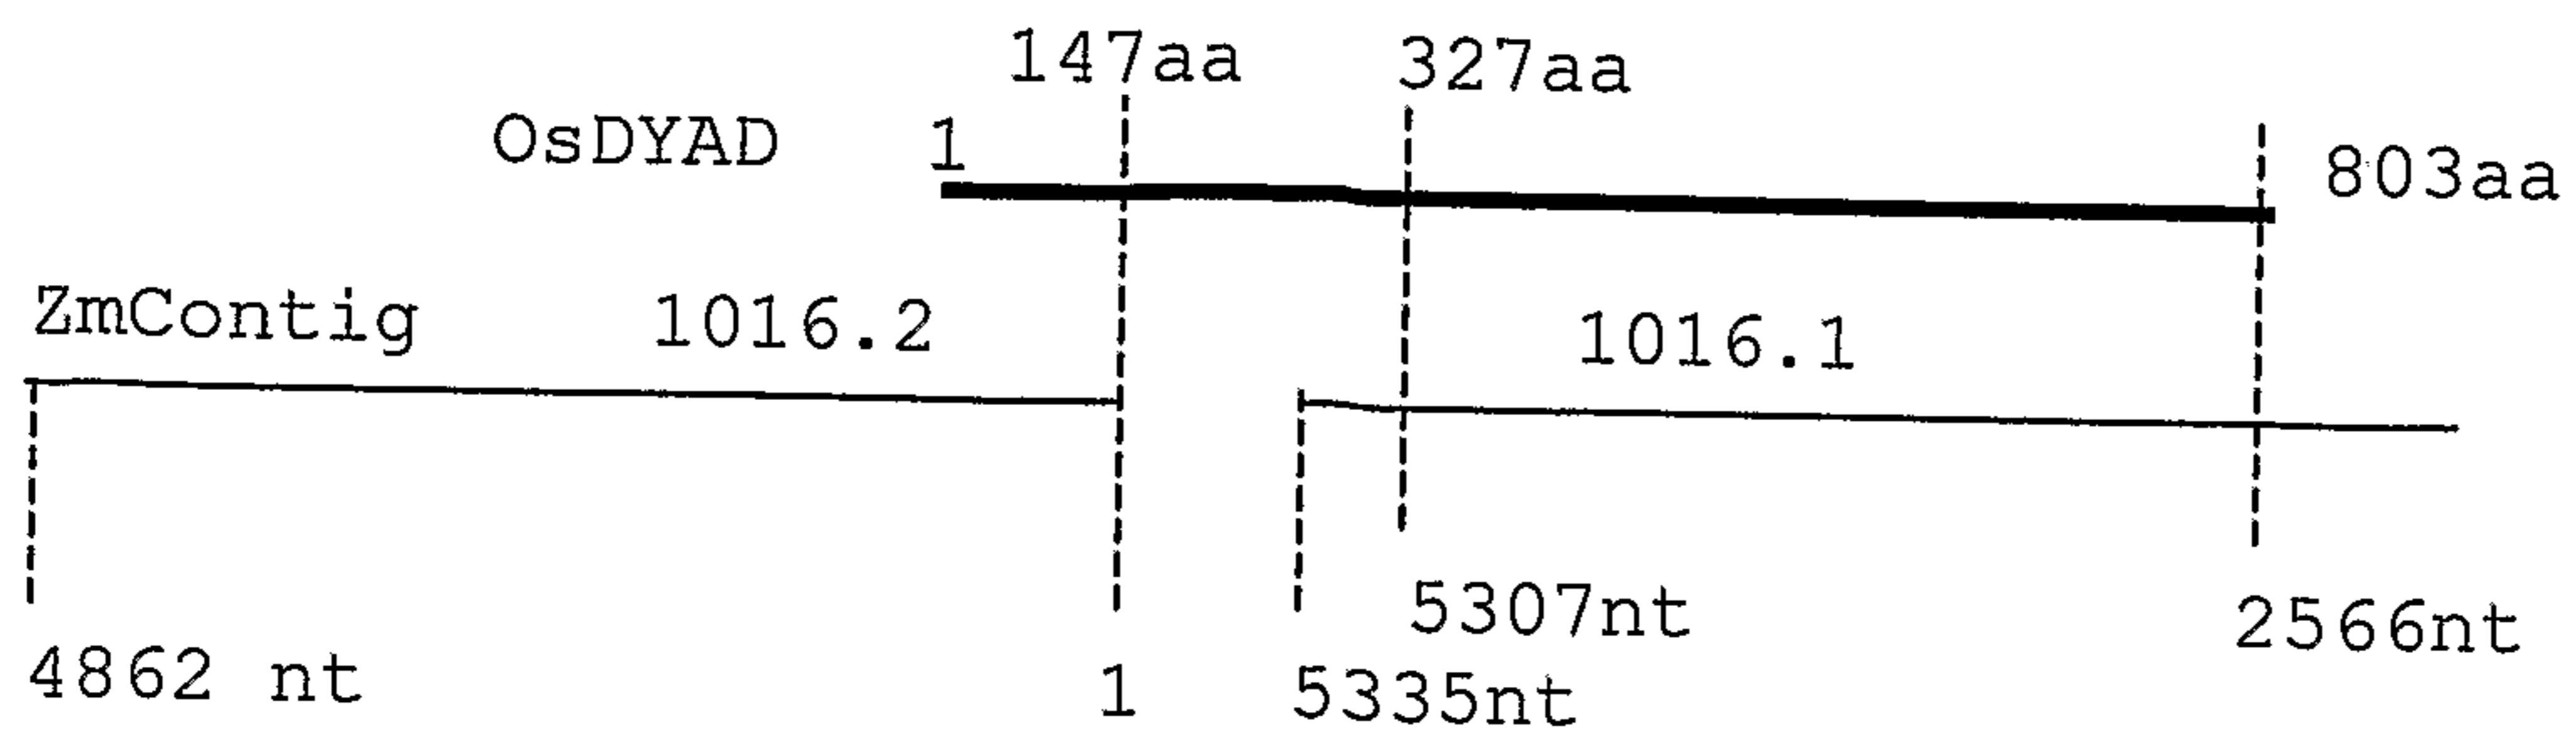 147aa 327aa
OsDYAD 1 803aa
ZmContig 1016.2 1016.1
5307nt 2566nt
4862 nt 1 5335nt